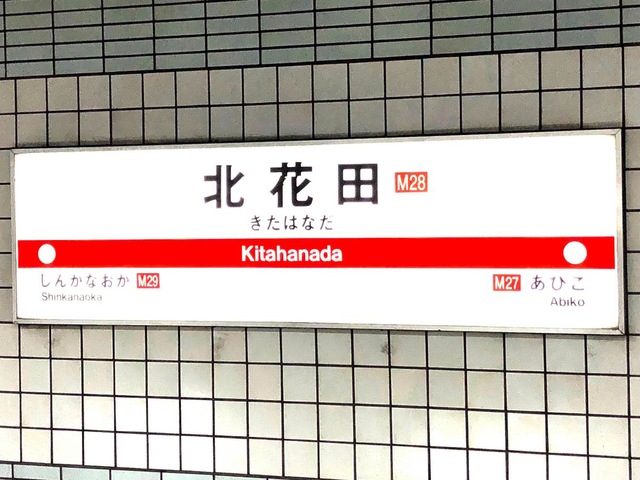 北花田 M28
きたはなだ
Kitahanada
しんかなおか M29
Shinkanaoka
M27 あびこ
Abiko